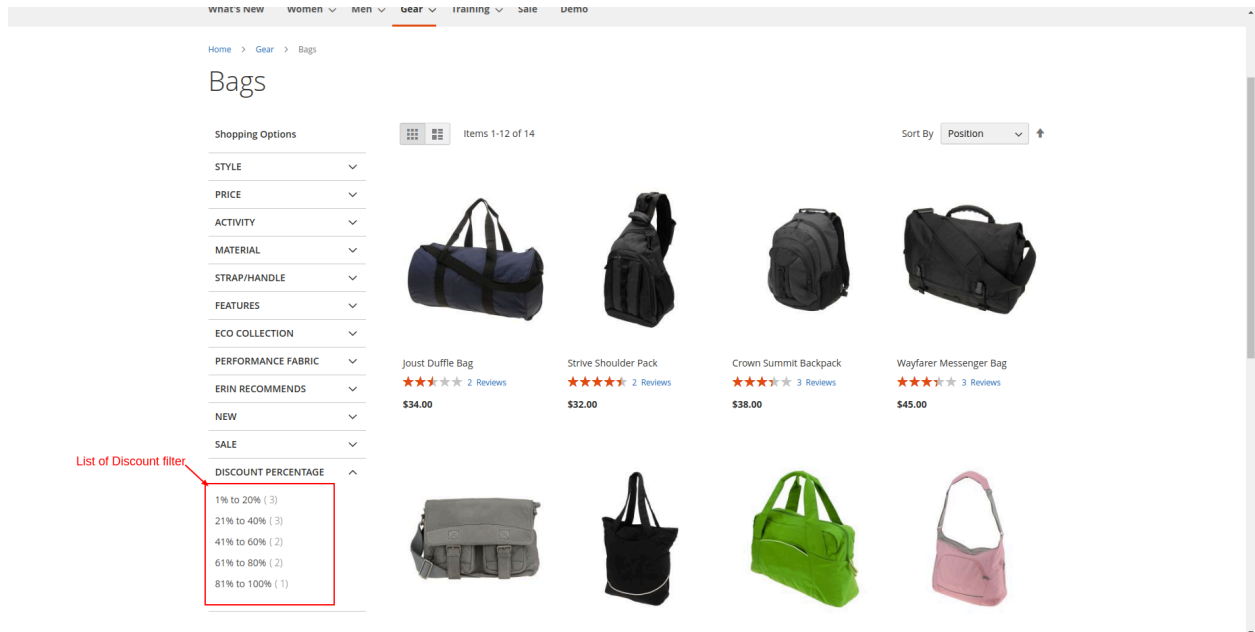 What's New Women Men Gear Training Sale Demo
Home > Gear > Bags
Bags
Shopping Options
Items 1-12 of 14
Sort By Position
STYLE
PRICE
ACTIVITY
MATERIAL
STRAP/HANDLE
FEATURES
ECO COLLECTION
PERFORMANCE FABRIC
ERIN RECOMMENDS
NEW
SALE
List of Discount filter
DISCOUNT PERCENTAGE
1% to 20% ( 3)
21% to 40% ( 3)
41% to 60% ( 2)
61% to 80% ( 2)
81% to 100% ( 1)
Joust Duffle Bag
2 Reviews
$34.00
Strive Shoulder Pack
2 Reviews
$32.00
Crown Summit Backpack
3 Reviews
$38.00
Wayfarer Messenger Bag
3 Reviews
$45.00